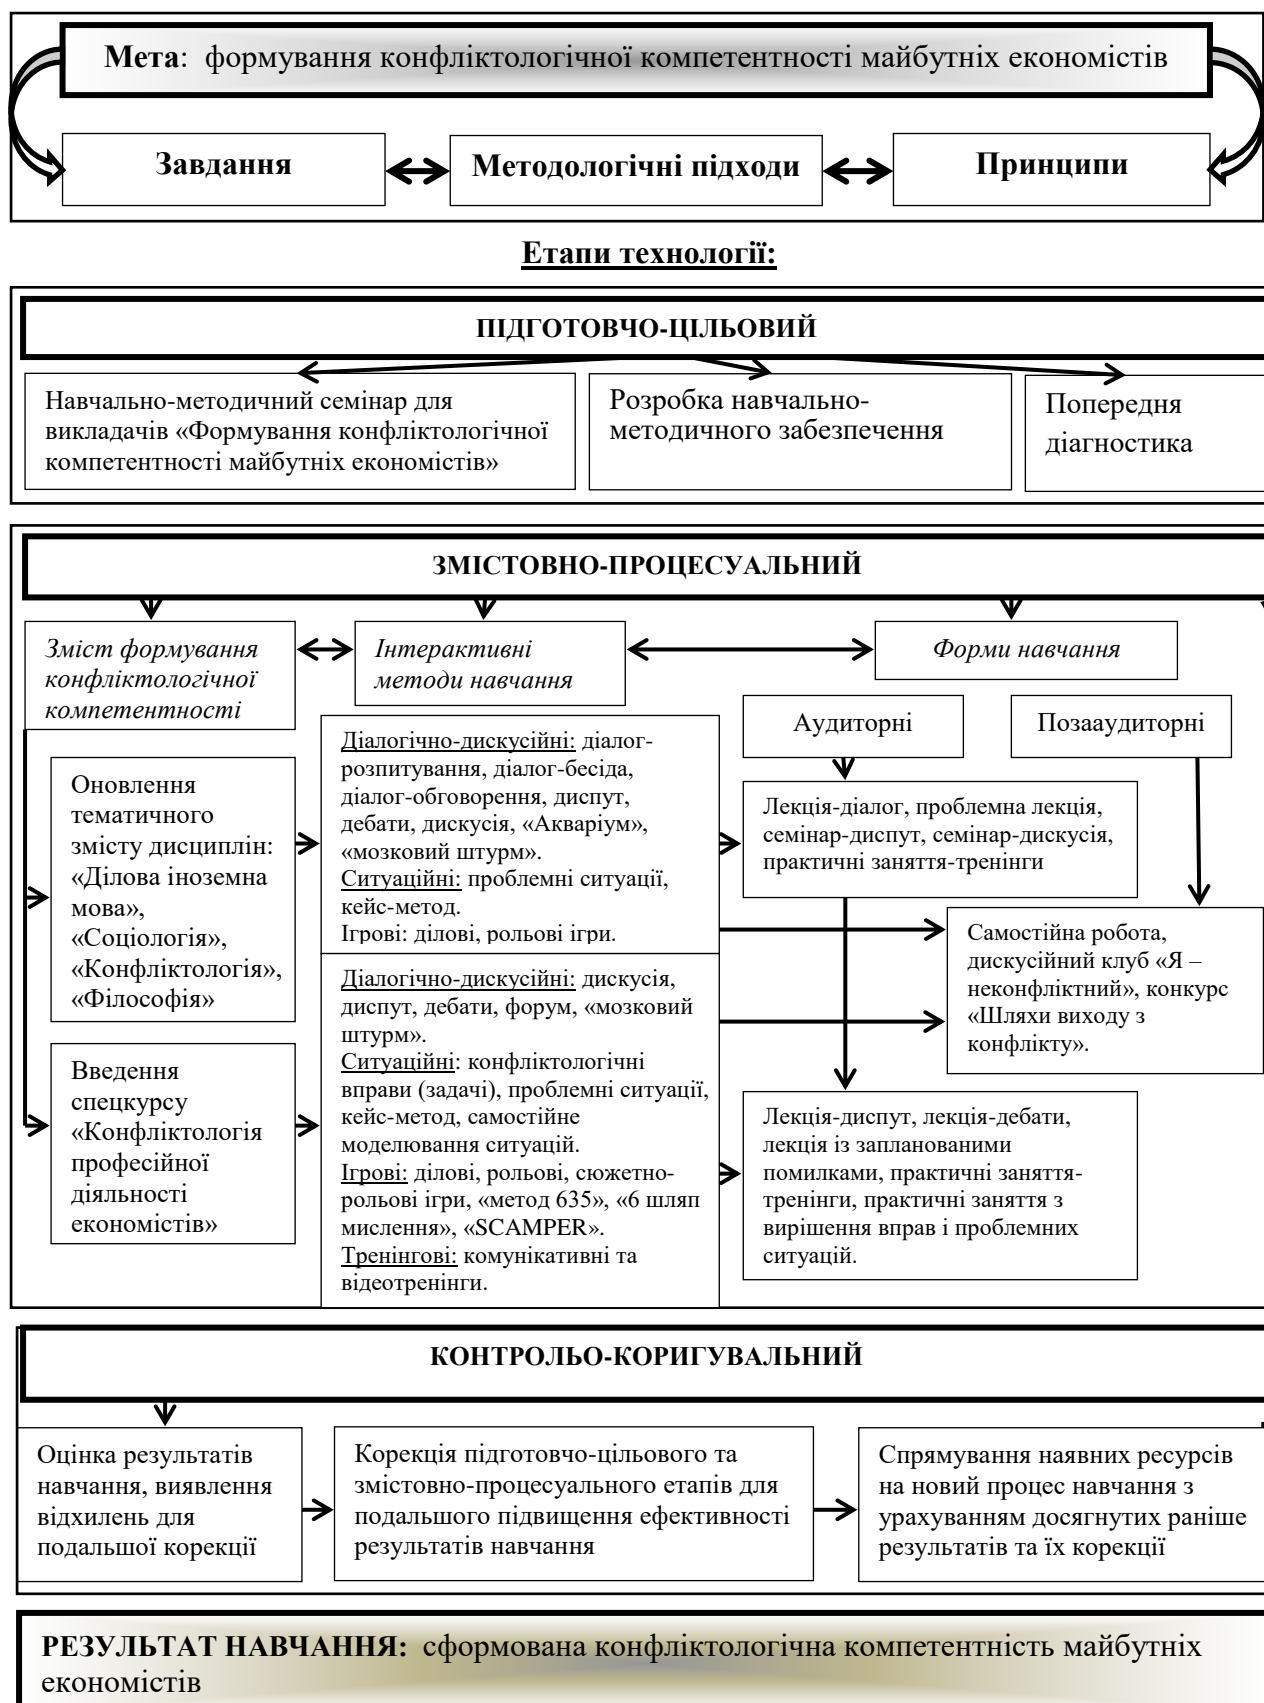 Мета: формування конфліктологічної компетентності майбутніх економістів
Завдання
Методологічні підходи
Принципи
Етапи технології:
ПІДГОТОВЧО-ЦІЛЬОВИЙ
Навчально-методичний семінар для
викладачів «Формування конфліктологічної
компетентності майбутніх економістів»
Розробка навчально-
методичного забезпечення
Попередня
діагностика
ЗМІСТОВНО-ПРОЦЕСУАЛЬНИЙ
Зміст формування
конфліктологічної
компетентності
Інтерактивні
методи навчання
Форми навчання
Аудиторні
Позааудиторні
Оновлення
тематичного
змісту дисциплін:
«Ділова іноземна
мова»,
«Соціологія»,
«Конфліктологія»,
«Філософія»
Діалогічно-дискусійні: діалог-
розпитування, діалог-бесіда,
діалог-обговорення, диспут,
дебати, дискусія, «Акваріум»,
«мозковий штурм».
Ситуаційні: проблемні ситуації,
кейс-метод.
Ігрові: ділові, рольові ігри.
Лекція-діалог, проблемна лекція,
семінар-диспут, семінар-дискусія,
практичні заняття-тренінги
Самостійна робота,
дискусійний клуб «Я –
неконфліктний», конкурс
«Шляхи виходу з
конфлікту».
Введення
спецкурсу
«Конфліктологія
професійної
діяльності
економістів»
Діалогічно-дискусійні: дискусія,
диспут, дебати, форум, «мозковий
штурм».
Ситуаційні: конфліктологічні
вправи (задачі), проблемні ситуації,
кейс-метод, самостійне
моделювання ситуацій.
Ігрові: ділові, рольові, сюжетно-
рольові ігри, «метод 635», «6 шляп
мислення», «SCAMPER».
Тренінгові: комунікативні та
відеотренінги.
Лекція-диспут, лекція-дебати,
лекція із запланованими
помилками, практичні заняття-
тренінги, практичні заняття з
вирішення вправ і проблемних
ситуацій.
КОНТРОЛЬО-КОРИГУВАЛЬНИЙ
Оцінка результатів
навчання, виявлення
відхилень для
подальшої корекції
Корекція підготовчо-цільового та
змістовно-процесуального етапів для
подальшого підвищення ефективності
результатів навчання
Спрямування наявних ресурсів
на новий процес навчання з
урахуванням досягнутих раніше
результатів та їх корекції
РЕЗУЛЬТАТ НАВЧАННЯ: сформована конфліктологічна компетентність майбутніх
економістів